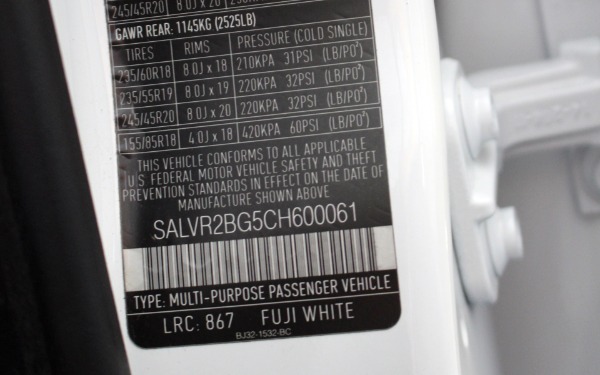 245/45R20 8.0J x 20
GAWR REAR: 1145KG (2525LB)
TIRES RIMS PRESSURE (COLD SINGLE)
235/60R18 8.0J x 18 210KPA 31PSI (LB/PO²)
235/55R19 8.0J x 19 220KPA 32PSI (LB/PO²)
245/45R20 8.0J x 20 220KPA 32PSI (LB/PO²)
155/85R18 4.0J x 18 420KPA 60PSI (LB/PO²)
THIS VEHICLE CONFORMS TO ALL APPLICABLE
U.S. FEDERAL MOTOR VEHICLE SAFETY AND THEFT
PREVENTION STANDARDS IN EFFECT ON THE DATE OF
MANUFACTURE SHOWN ABOVE
SALVR2BG5CH600061
TYPE: MULTI-PURPOSE PASSENGER VEHICLE
LRC: 867 FUJI WHITE
BJ32-1532-BC